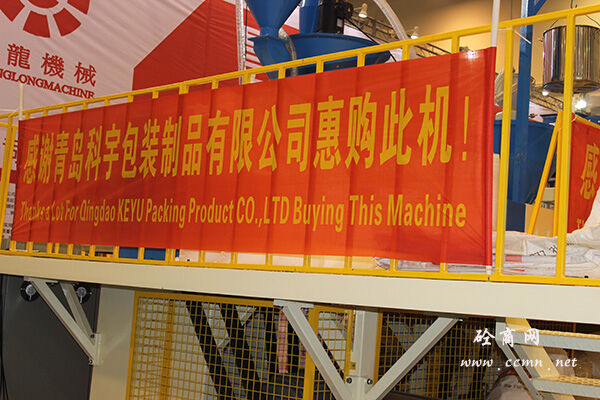 龍機械
NGLONGMACHINE
感谢青岛科宇包装制品有限公司惠购此机！
Thanks a Lot For Qingdao KEYU Packing Product CO.,LTD Buying This Machine
感
砼商网
www.ccmn.net